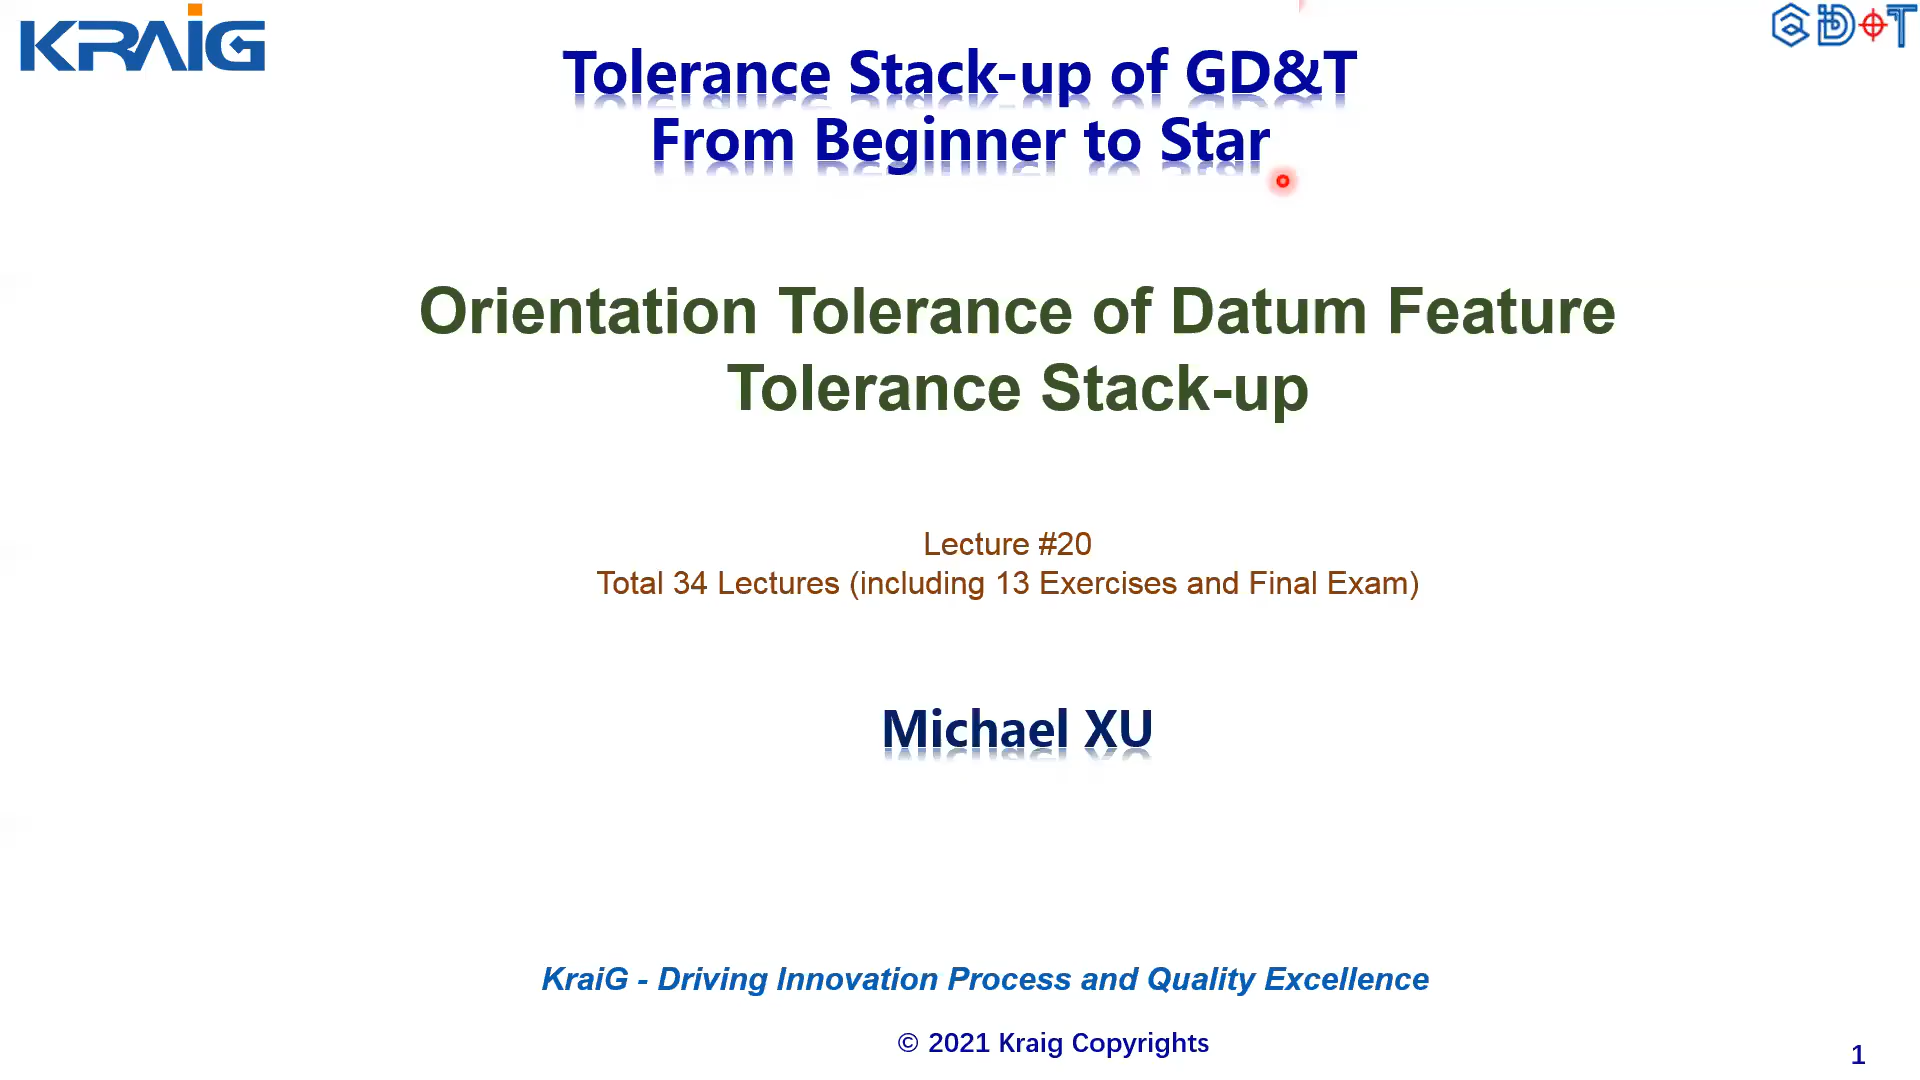 KRAIG
GD&T
Tolerance Stack-up of GD&T
From Beginner to Star
Orientation Tolerance of Datum Feature
Tolerance Stack-up
Lecture #20
Total 34 Lectures (including 13 Exercises and Final Exam)
Michael XU
KraiG - Driving Innovation Process and Quality Excellence
© 2021 Kraig Copyrights
1